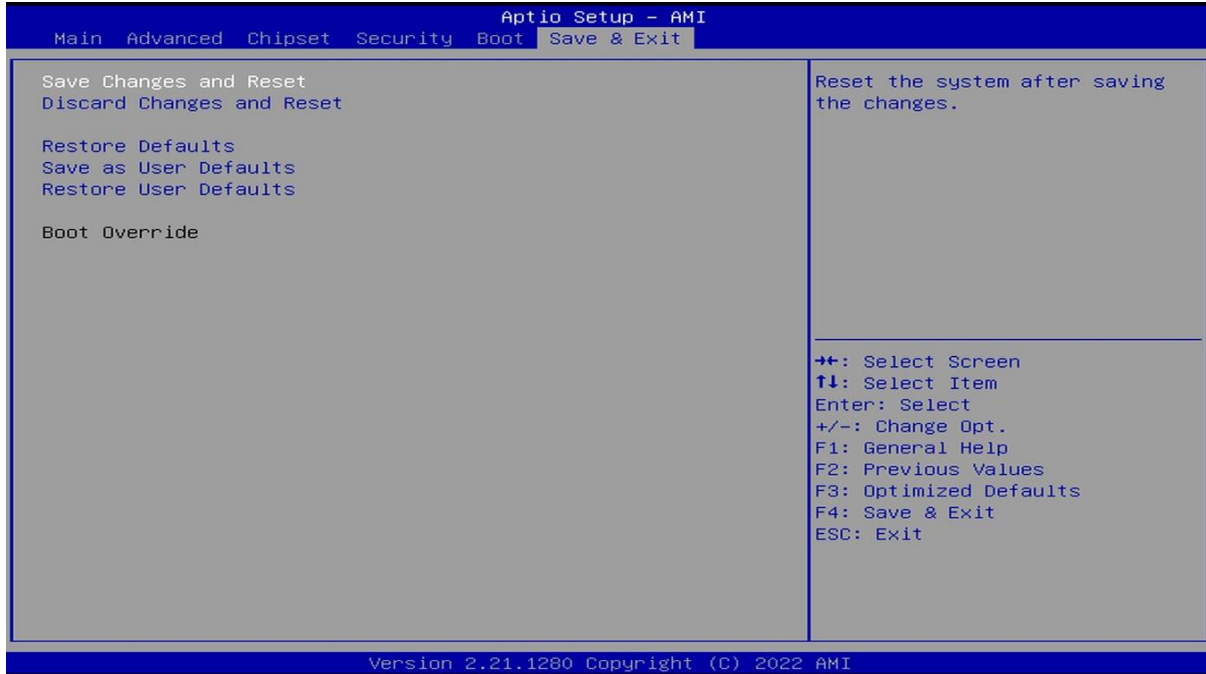 Aptio Setup – AMI
Main Advanced Chipset Security Boot Save & Exit
Save Changes and Reset
Discard Changes and Reset
Restore Defaults
Save as User Defaults
Restore User Defaults
Boot Override
Reset the system after saving
the changes.
→←: Select Screen
↑↓: Select Item
Enter: Select
+/-: Change Opt.
F1: General Help
F2: Previous Values
F3: Optimized Defaults
F4: Save & Exit
ESC: Exit
Version 2.21.1280 Copyright (C) 2022 AMI